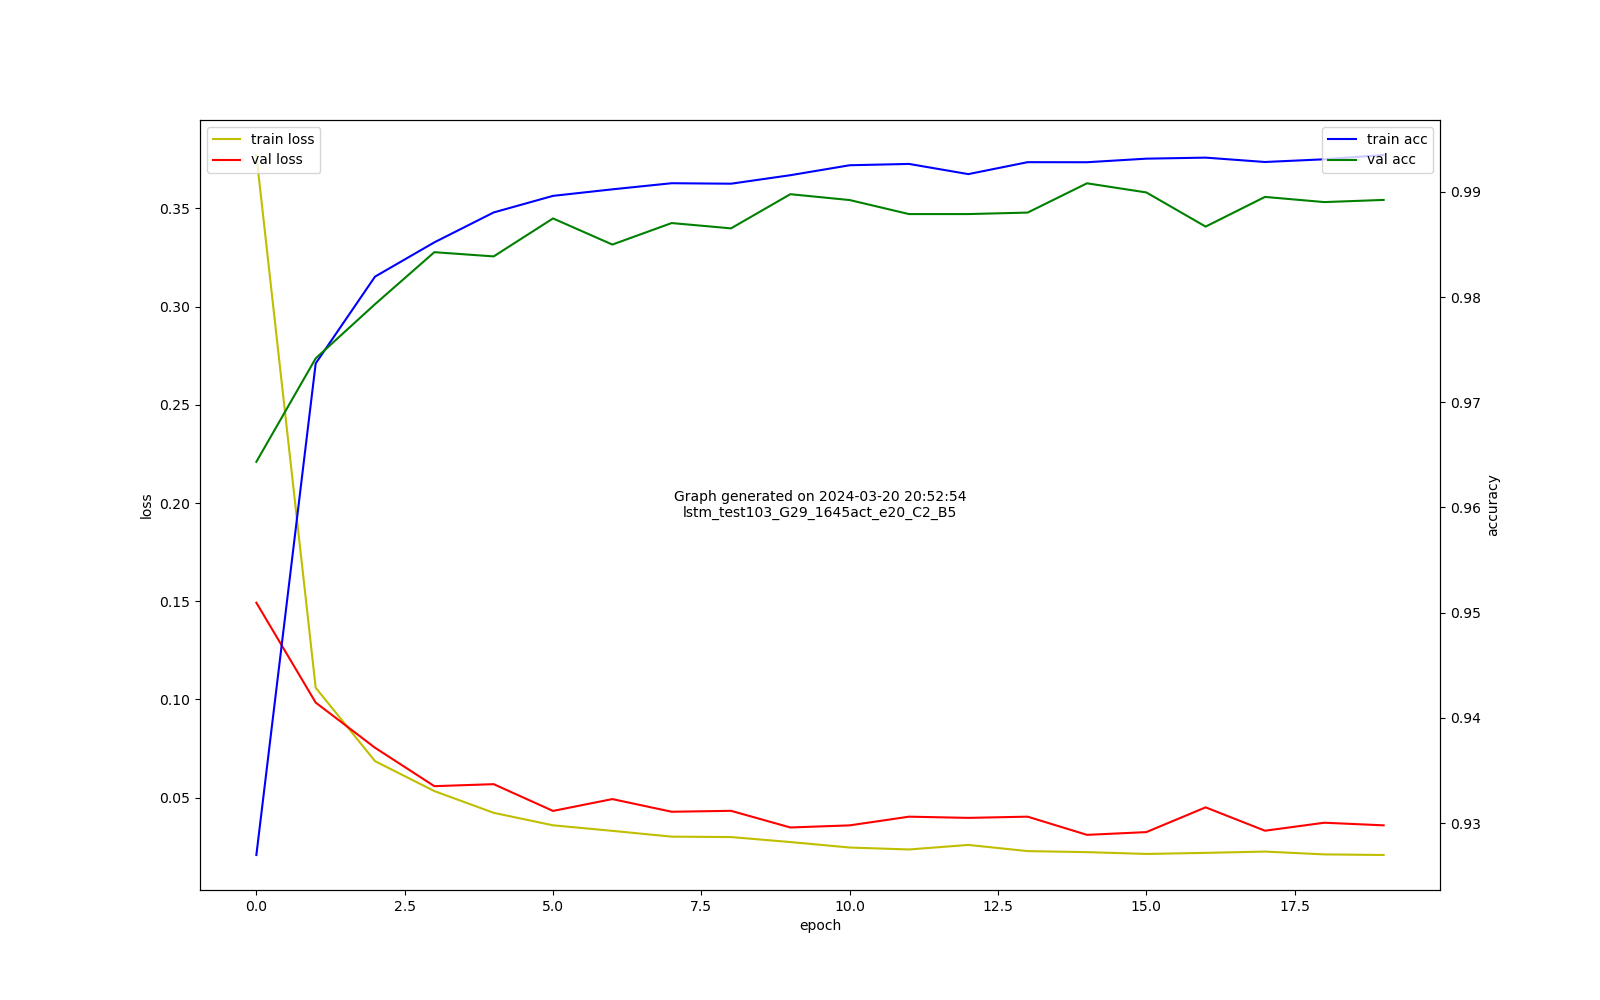 train loss
val loss
train acc
val acc
0.35
0.30
0.25
0.20
0.15
0.10
0.05
loss
0.99
0.98
0.97
0.96
0.95
0.94
0.93
accuracy
Graph generated on 2024-03-20 20:52:54
lstm_test103_G29_1645act_e20_C2_B5
0.0 2.5 5.0 7.5 10.0 12.5 15.0 17.5
epoch